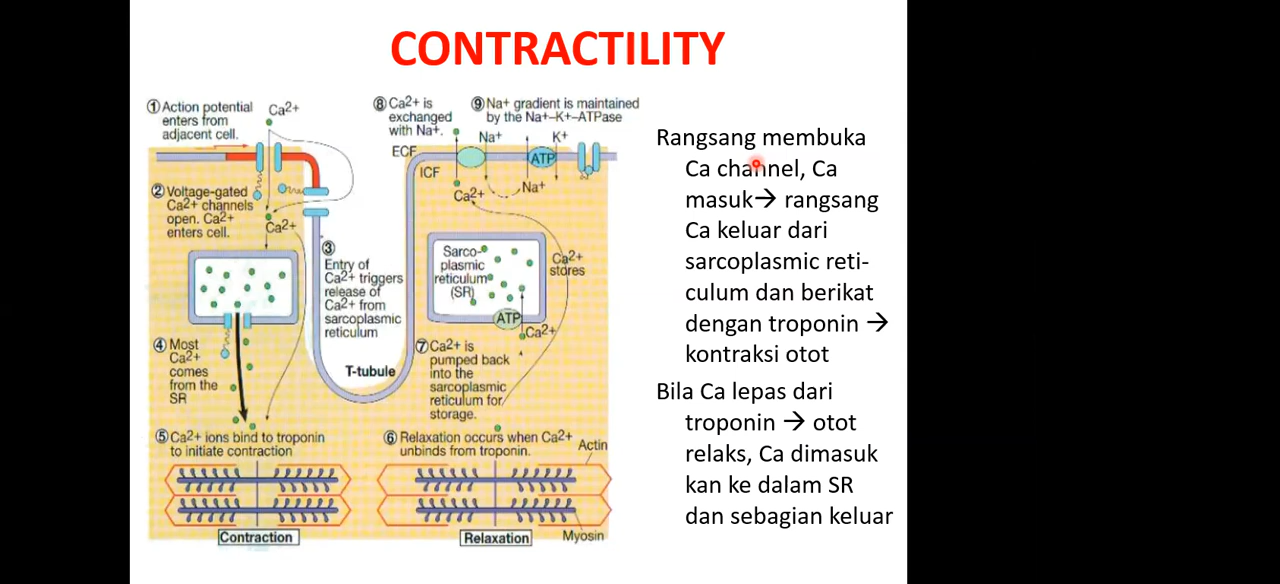 CONTRACTILITY
① Action potential
enters from
adjacent cell.
Ca2+
② Voltage-gated
Ca2+ channels
open. Ca2+
enters cell.
Ca2+
③
Entry of
Ca2+ triggers
release of
Ca2+ from
sarcoplasmic
reticulum
④ Most
Ca2+
comes
from the
SR
T-tubule
⑤ Ca2+ ions bind to troponin
to initiate contraction
Contraction
⑧ Ca2+ is
exchanged
with Na+.
⑨ Na+ gradient is maintained
by the Na+-K+-ATPase
ECF
ICF
Na+
K+
ATP
Ca2+
Na+
Sarco-
plasmic
reticulum
(SR)
Ca2+
stores
ATP
Ca2+
⑦ Ca2+ is
pumped back
into the
sarcoplasmic
reticulum for
storage.
⑥ Relaxation occurs when Ca2+
unbinds from troponin.
Actin
Relaxation
Myosin
Rangsang membuka
Ca channel, Ca
masuk→ rangsang
Ca keluar dari
sarcoplasmic reti-
culum dan berikat
dengan troponin →
kontraksi otot
Bila Ca lepas dari
troponin → otot
relaks, Ca dimasuk
kan ke dalam SR
dan sebagian keluar